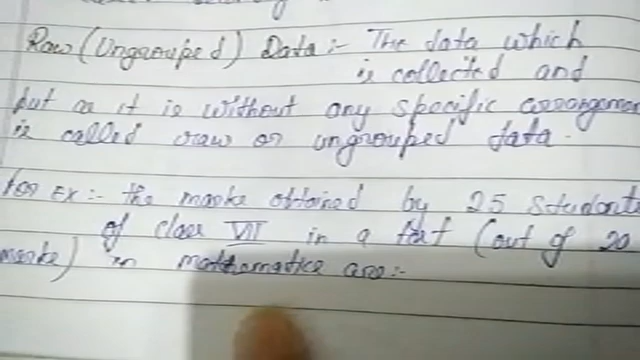 Raw (Ungrouped) Data :- The data which
is collected and
put as it is without any specific arrangemen
is called raw or ungrouped data.
for Ex :- the marks obtained by 25 students
of class VII in a test (out of 20
marks) in mathematics are:-